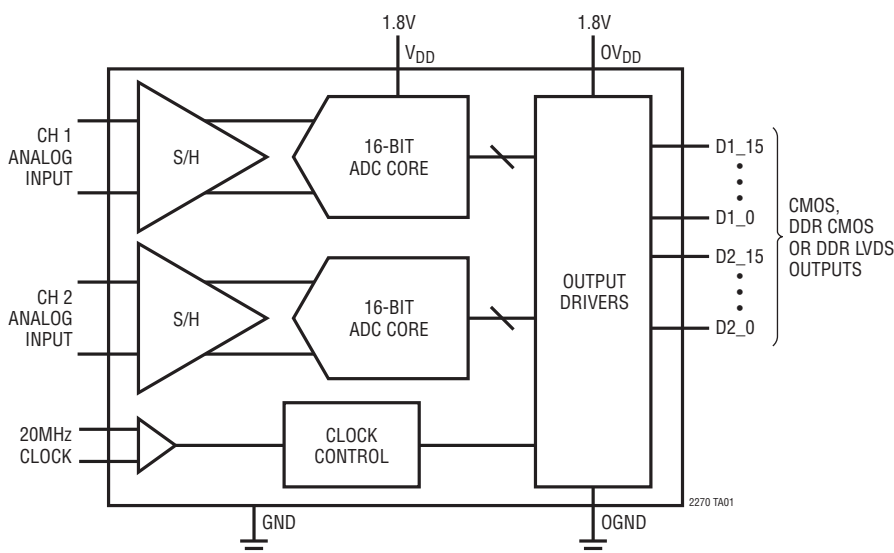 1.8V
1.8V
V_DD
OV_DD
CH 1
ANALOG
INPUT
S/H
16-BIT
ADC CORE
D1_15
D1_0
CH 2
ANALOG
INPUT
S/H
16-BIT
ADC CORE
OUTPUT
DRIVERS
D2_15
D2_0
CMOS,
DDR CMOS
OR DDR LVDS
OUTPUTS
20MHz
CLOCK
CLOCK
CONTROL
GND
OGND
2270 TA01